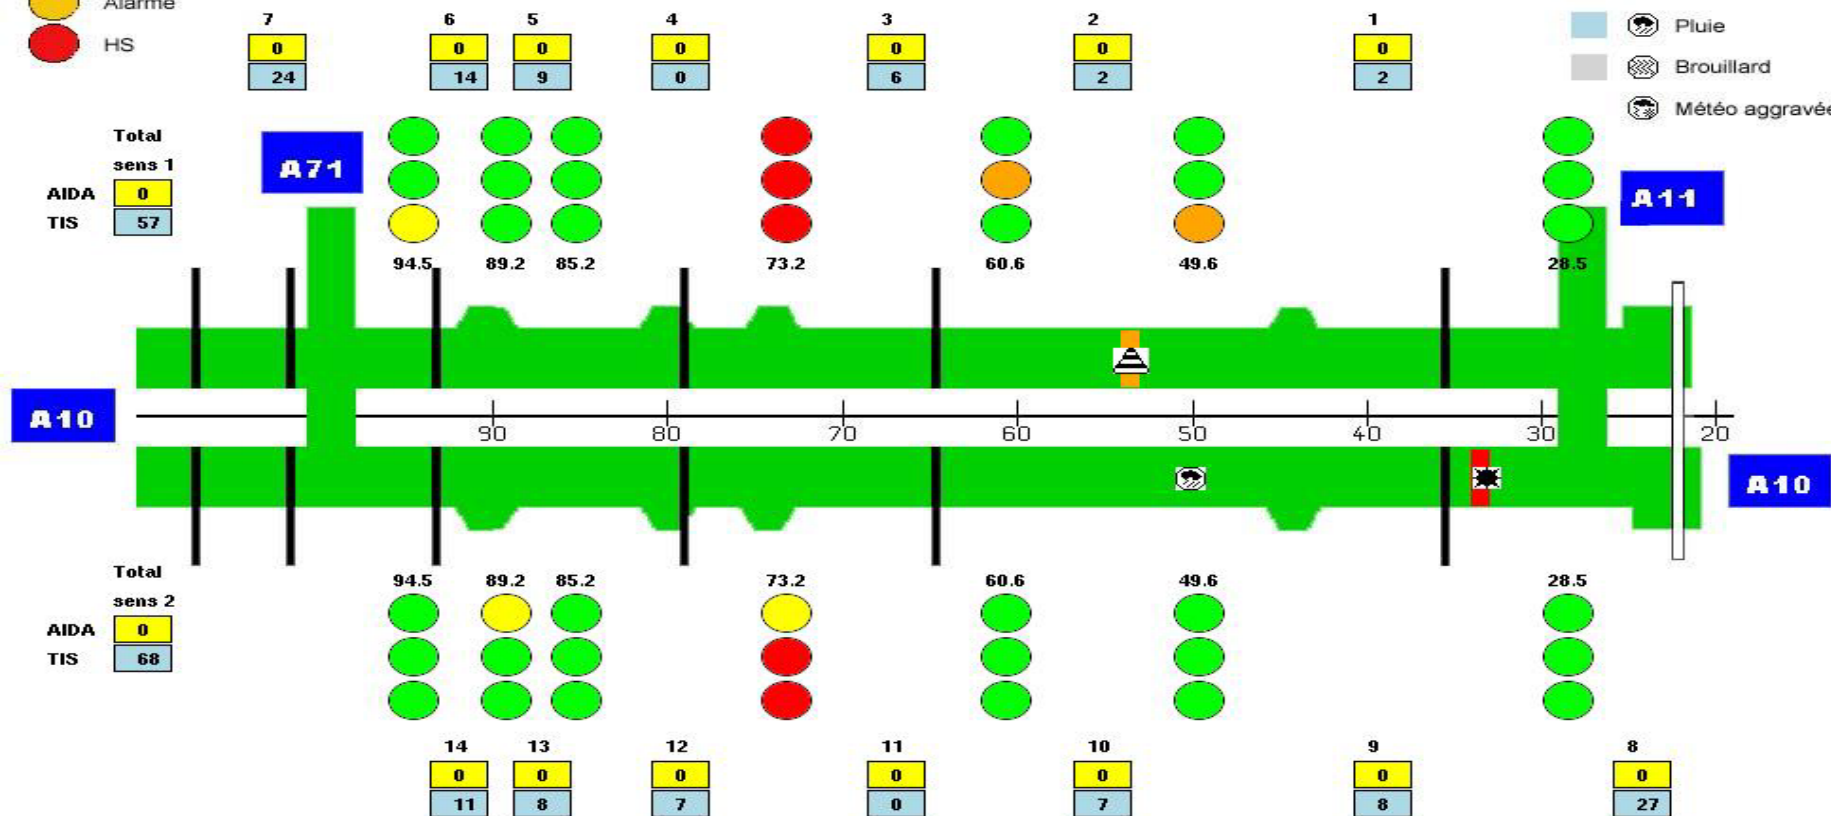 Alarme
HS
7 6 5 4 3 2 1
0 0 0 0 0 0 0
24 14 9 0 6 2 2
Pluie
Brouillard
Météo aggravée
Total
sens 1
AIDA 0
TIS 57
A71
A11
94.5 89.2 85.2 73.2 60.6 49.6 28.5
A10
90 80 70 60 50 40 30 20
A10
Total
sens 2
AIDA 0
TIS 68
94.5 89.2 85.2 73.2 60.6 49.6 28.5
14 13 12 11 10 9 8
0 0 0 0 0 0 0
11 8 7 0 7 8 27